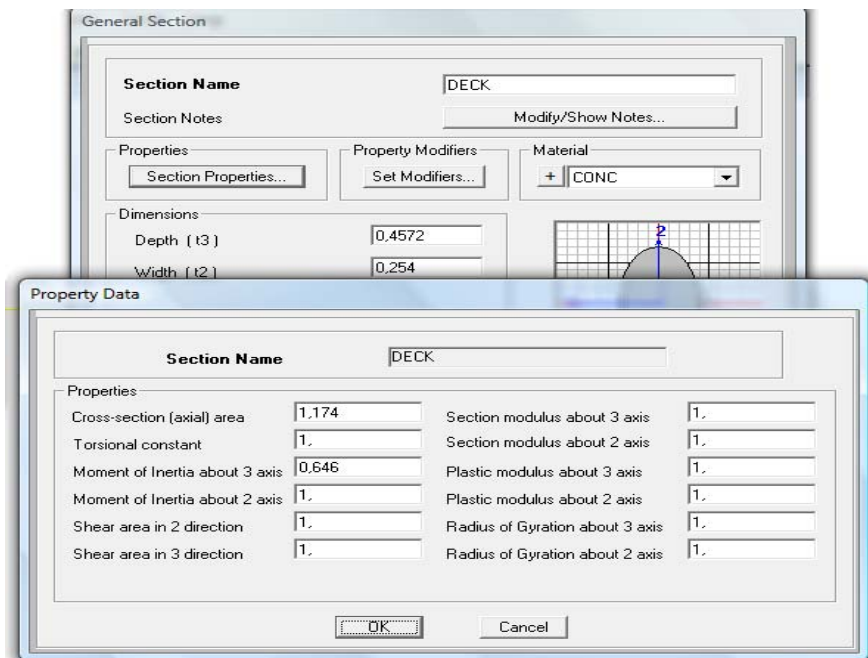 General Section
Section Name DECK
Section Notes Modify/Show Notes...
Properties Property Modifiers Material
Section Properties... Set Modifiers... + CONC
Dimensions
Depth ( t3 ) 0,4572
2
Width ( t2 ) 0,254
Property Data
Section Name DECK
Properties
Cross-section (axial) area 1,174 Section modulus about 3 axis 1,
Torsional constant 1, Section modulus about 2 axis 1,
Moment of Inertia about 3 axis 0,646 Plastic modulus about 3 axis 1,
Moment of Inertia about 2 axis 1, Plastic modulus about 2 axis 1,
Shear area in 2 direction 1, Radius of Gyration about 3 axis 1,
Shear area in 3 direction 1, Radius of Gyration about 2 axis 1,
OK Cancel